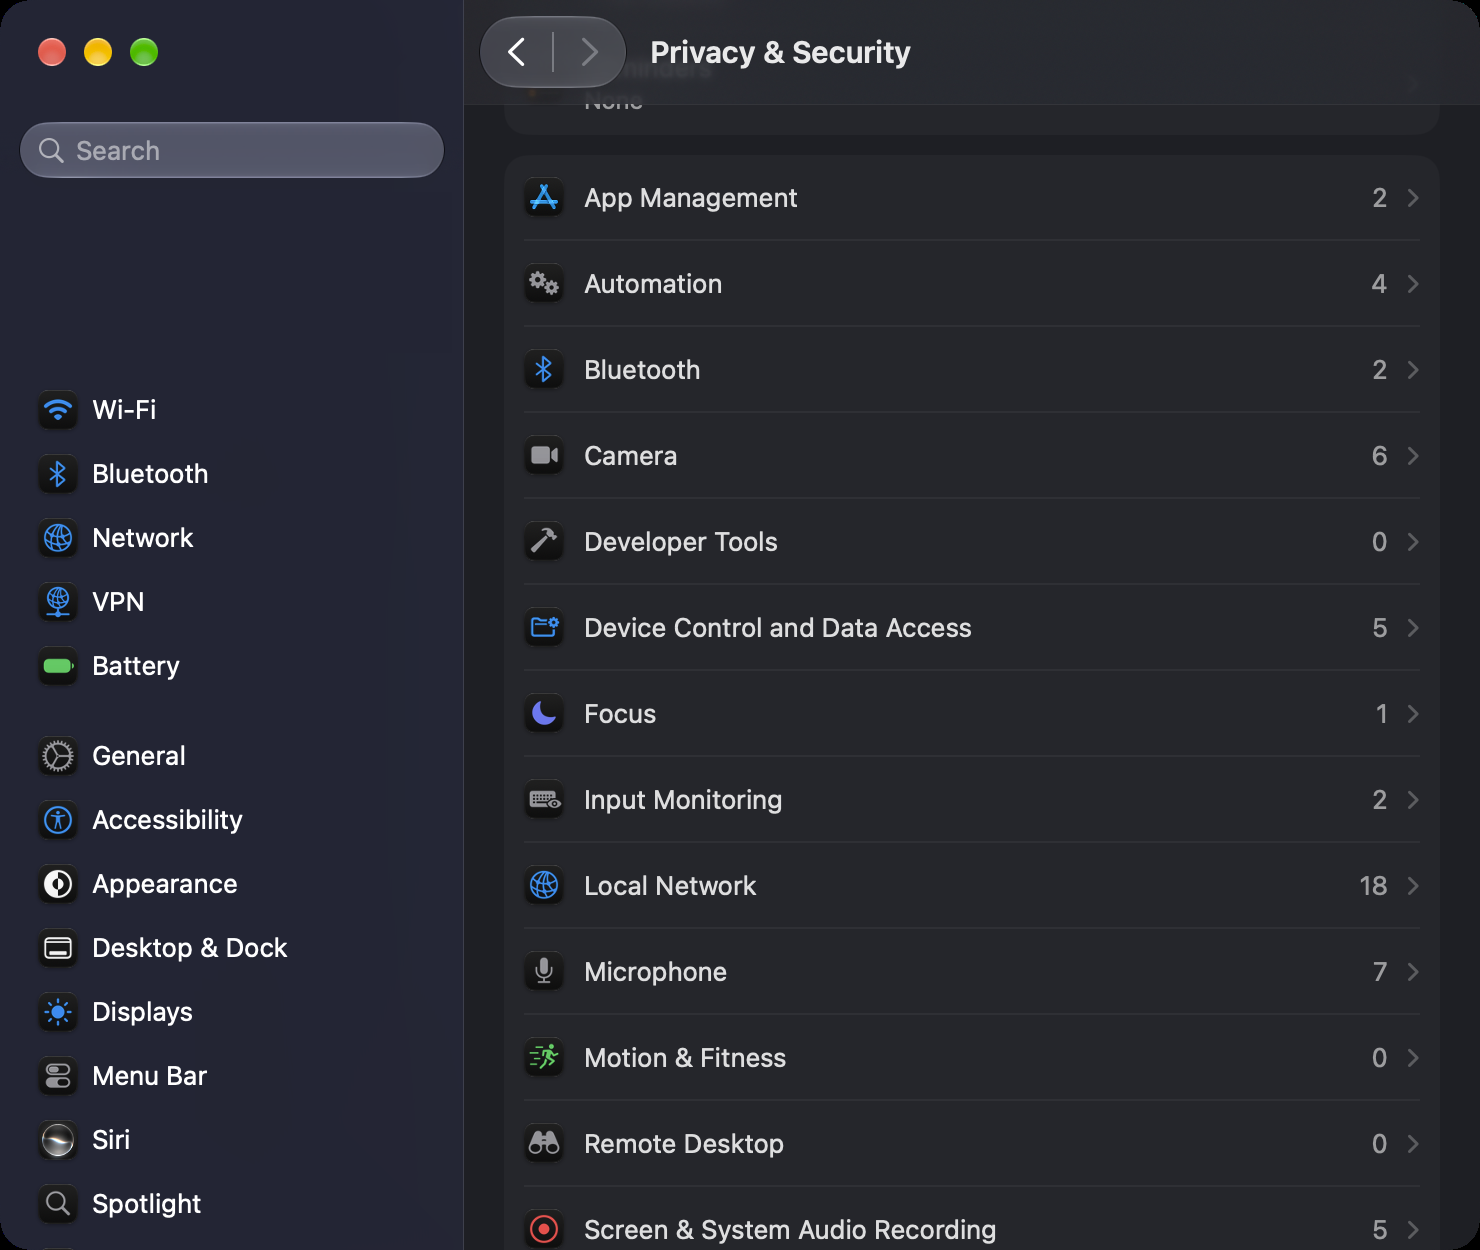 Privacy & Security
Search
Reminders
None
App Management 2
Automation 4
Bluetooth 2
Camera 6
Developer Tools 0
Device Control and Data Access 5
Focus 1
Input Monitoring 2
Local Network 18
Microphone 7
Motion & Fitness 0
Remote Desktop 0
Screen & System Audio Recording 5
Wi-Fi
Bluetooth
Network
VPN
Battery
General
Accessibility
Appearance
Desktop & Dock
Displays
Menu Bar
Siri
Spotlight